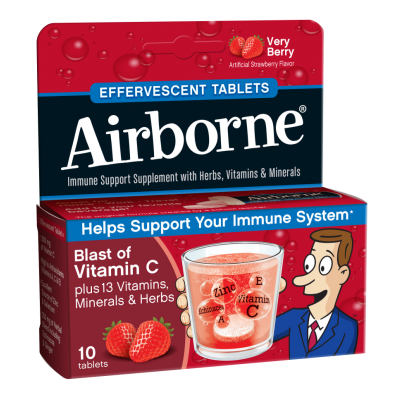 Very
Berry
Artificial Strawberry Flavor
EFFERVESCENT TABLETS
Airborne®
Immune Support Supplement with Herbs, Vitamins & Minerals
Helps Support Your Immune System*
Blast of
Vitamin C
plus 13 Vitamins,
Minerals & Herbs
Zinc
E
Echinacea
Vitamin
C
A
10
tablets